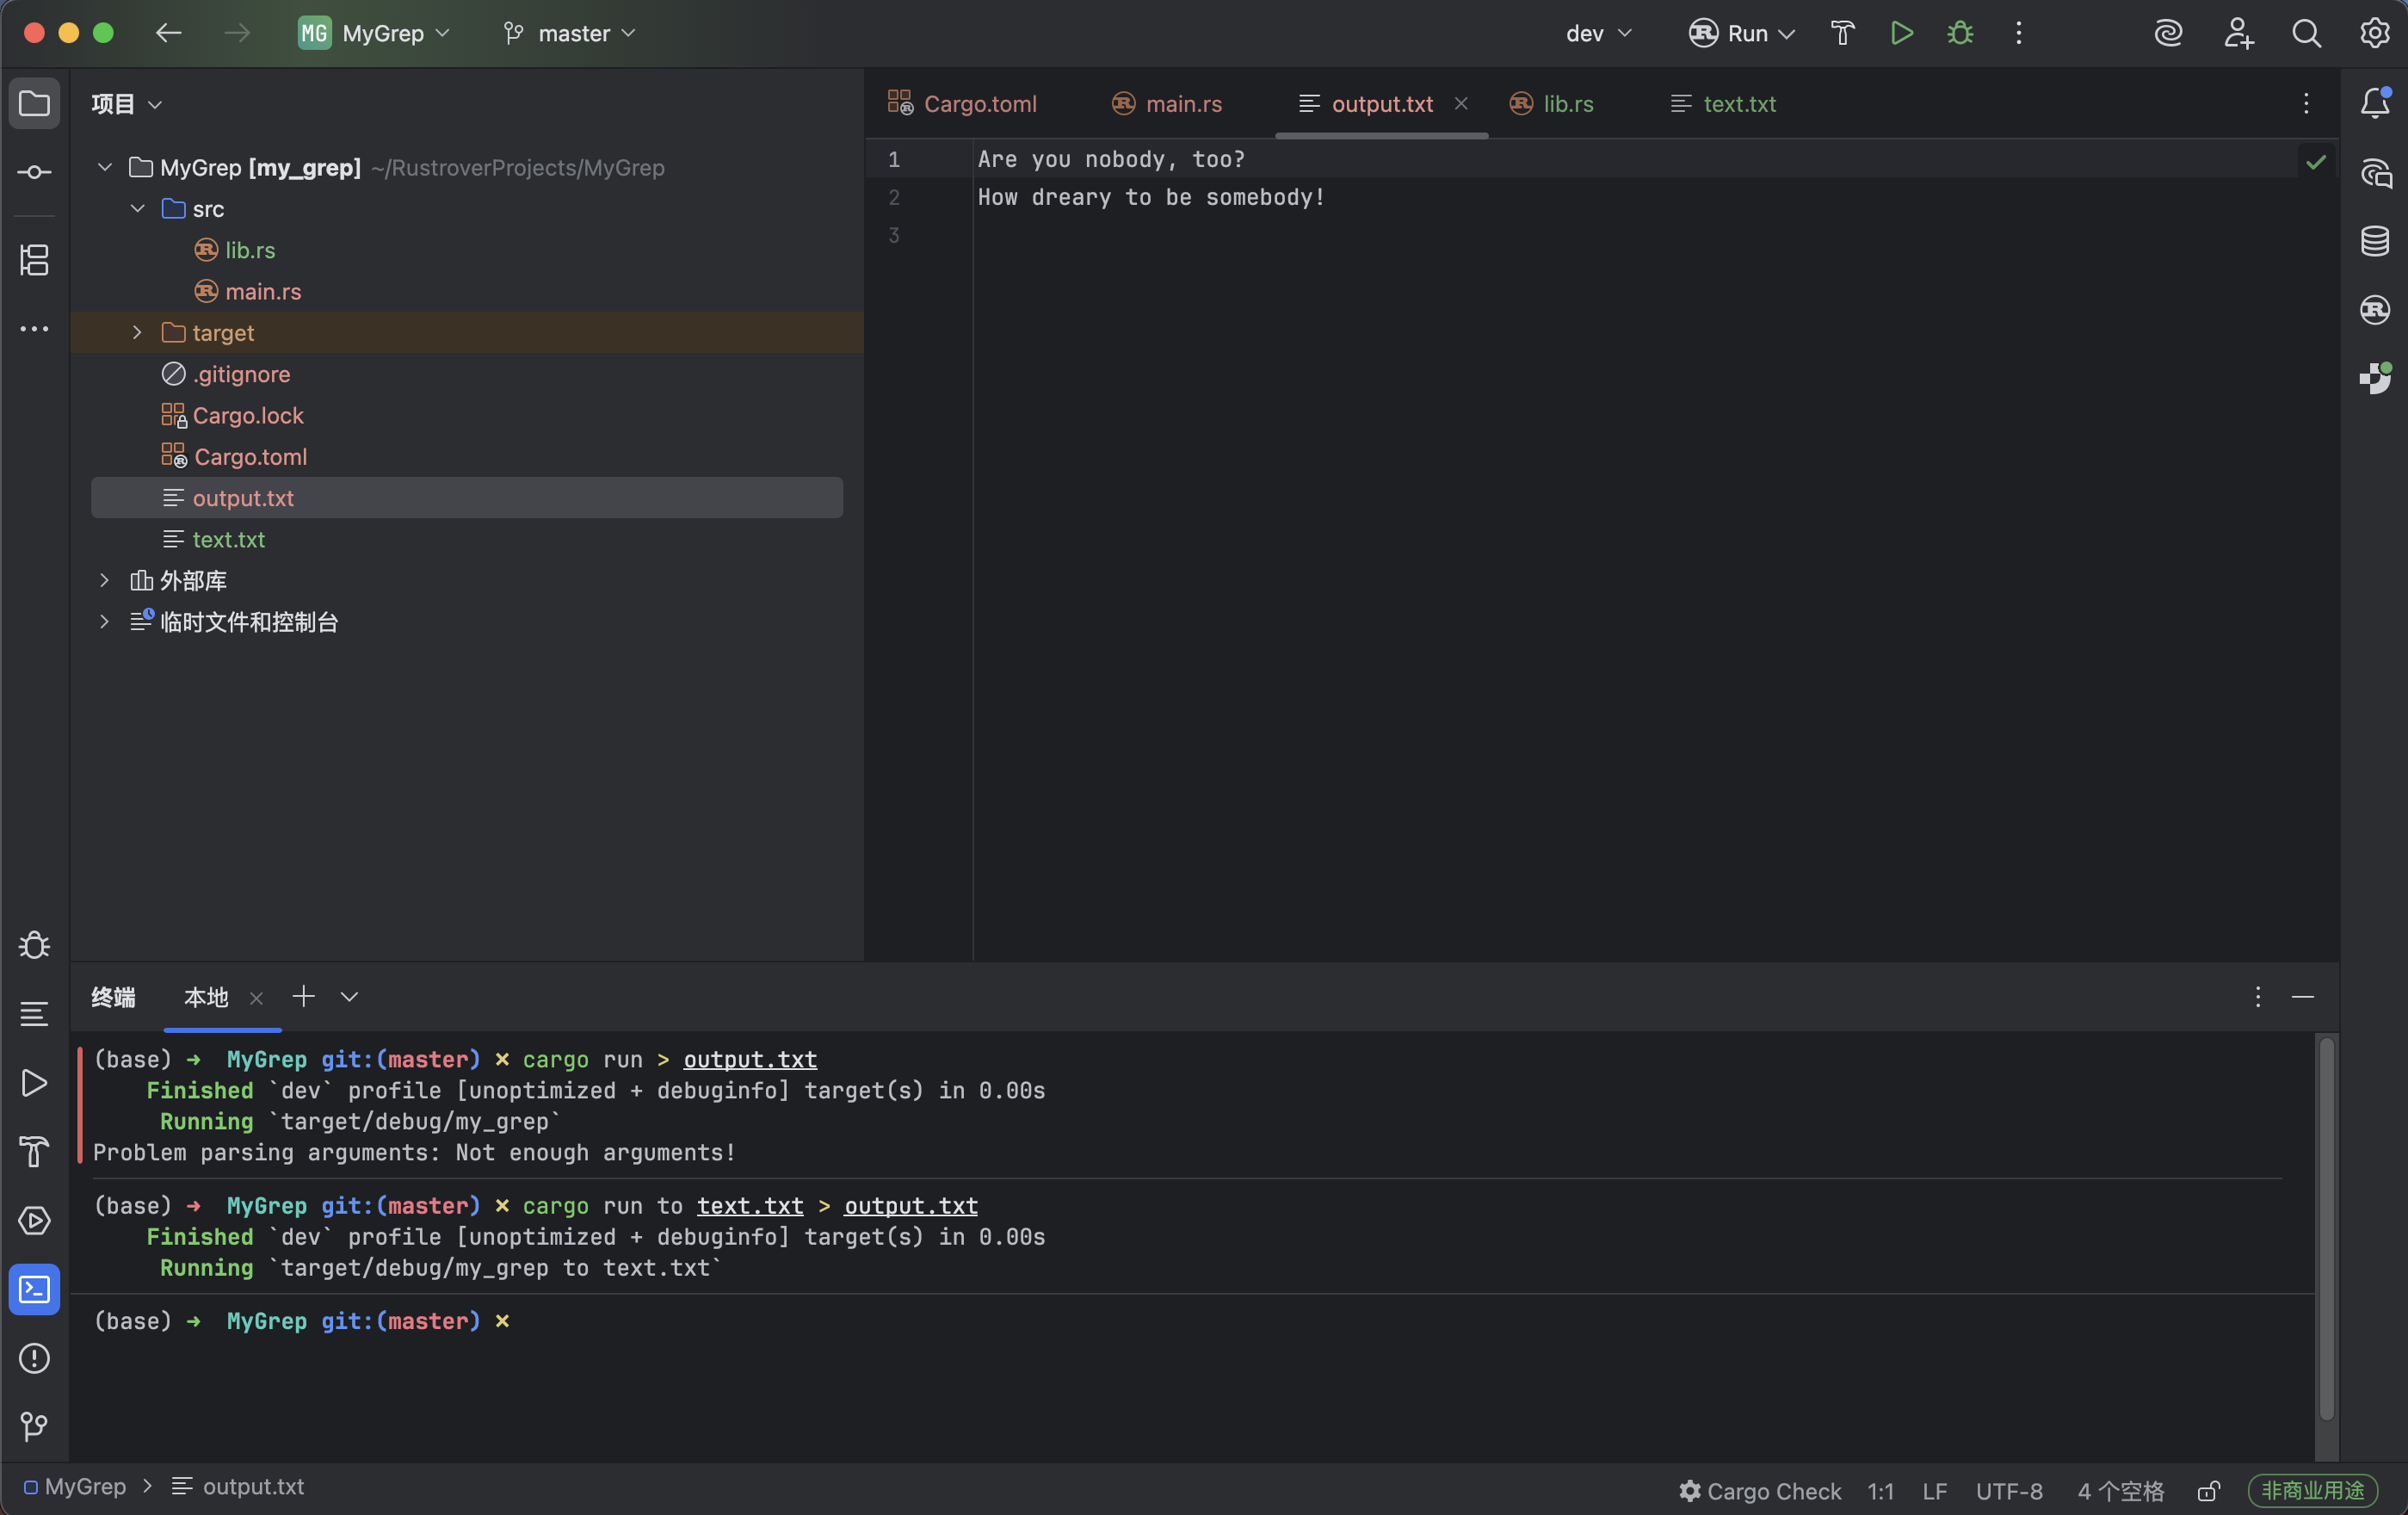 MG MyGrep master dev Run
项目
MyGrep [my_grep] ~/RustroverProjects/MyGrep
src
lib.rs
main.rs
target
.gitignore
Cargo.lock
Cargo.toml
output.txt
text.txt
外部库
临时文件和控制台
Cargo.toml main.rs output.txt lib.rs text.txt
1 Are you nobody, too?
2 How dreary to be somebody!
3
终端 本地
(base) ➜ MyGrep git:(master) ✗ cargo run > output.txt
Finished `dev` profile [unoptimized + debuginfo] target(s) in 0.00s
Running `target/debug/my_grep`
Problem parsing arguments: Not enough arguments!
(base) ➜ MyGrep git:(master) ✗ cargo run to text.txt > output.txt
Finished `dev` profile [unoptimized + debuginfo] target(s) in 0.00s
Running `target/debug/my_grep to text.txt`
(base) ➜ MyGrep git:(master) ✗
MyGrep > output.txt Cargo Check 1:1 LF UTF-8 4 个空格 非商业用途